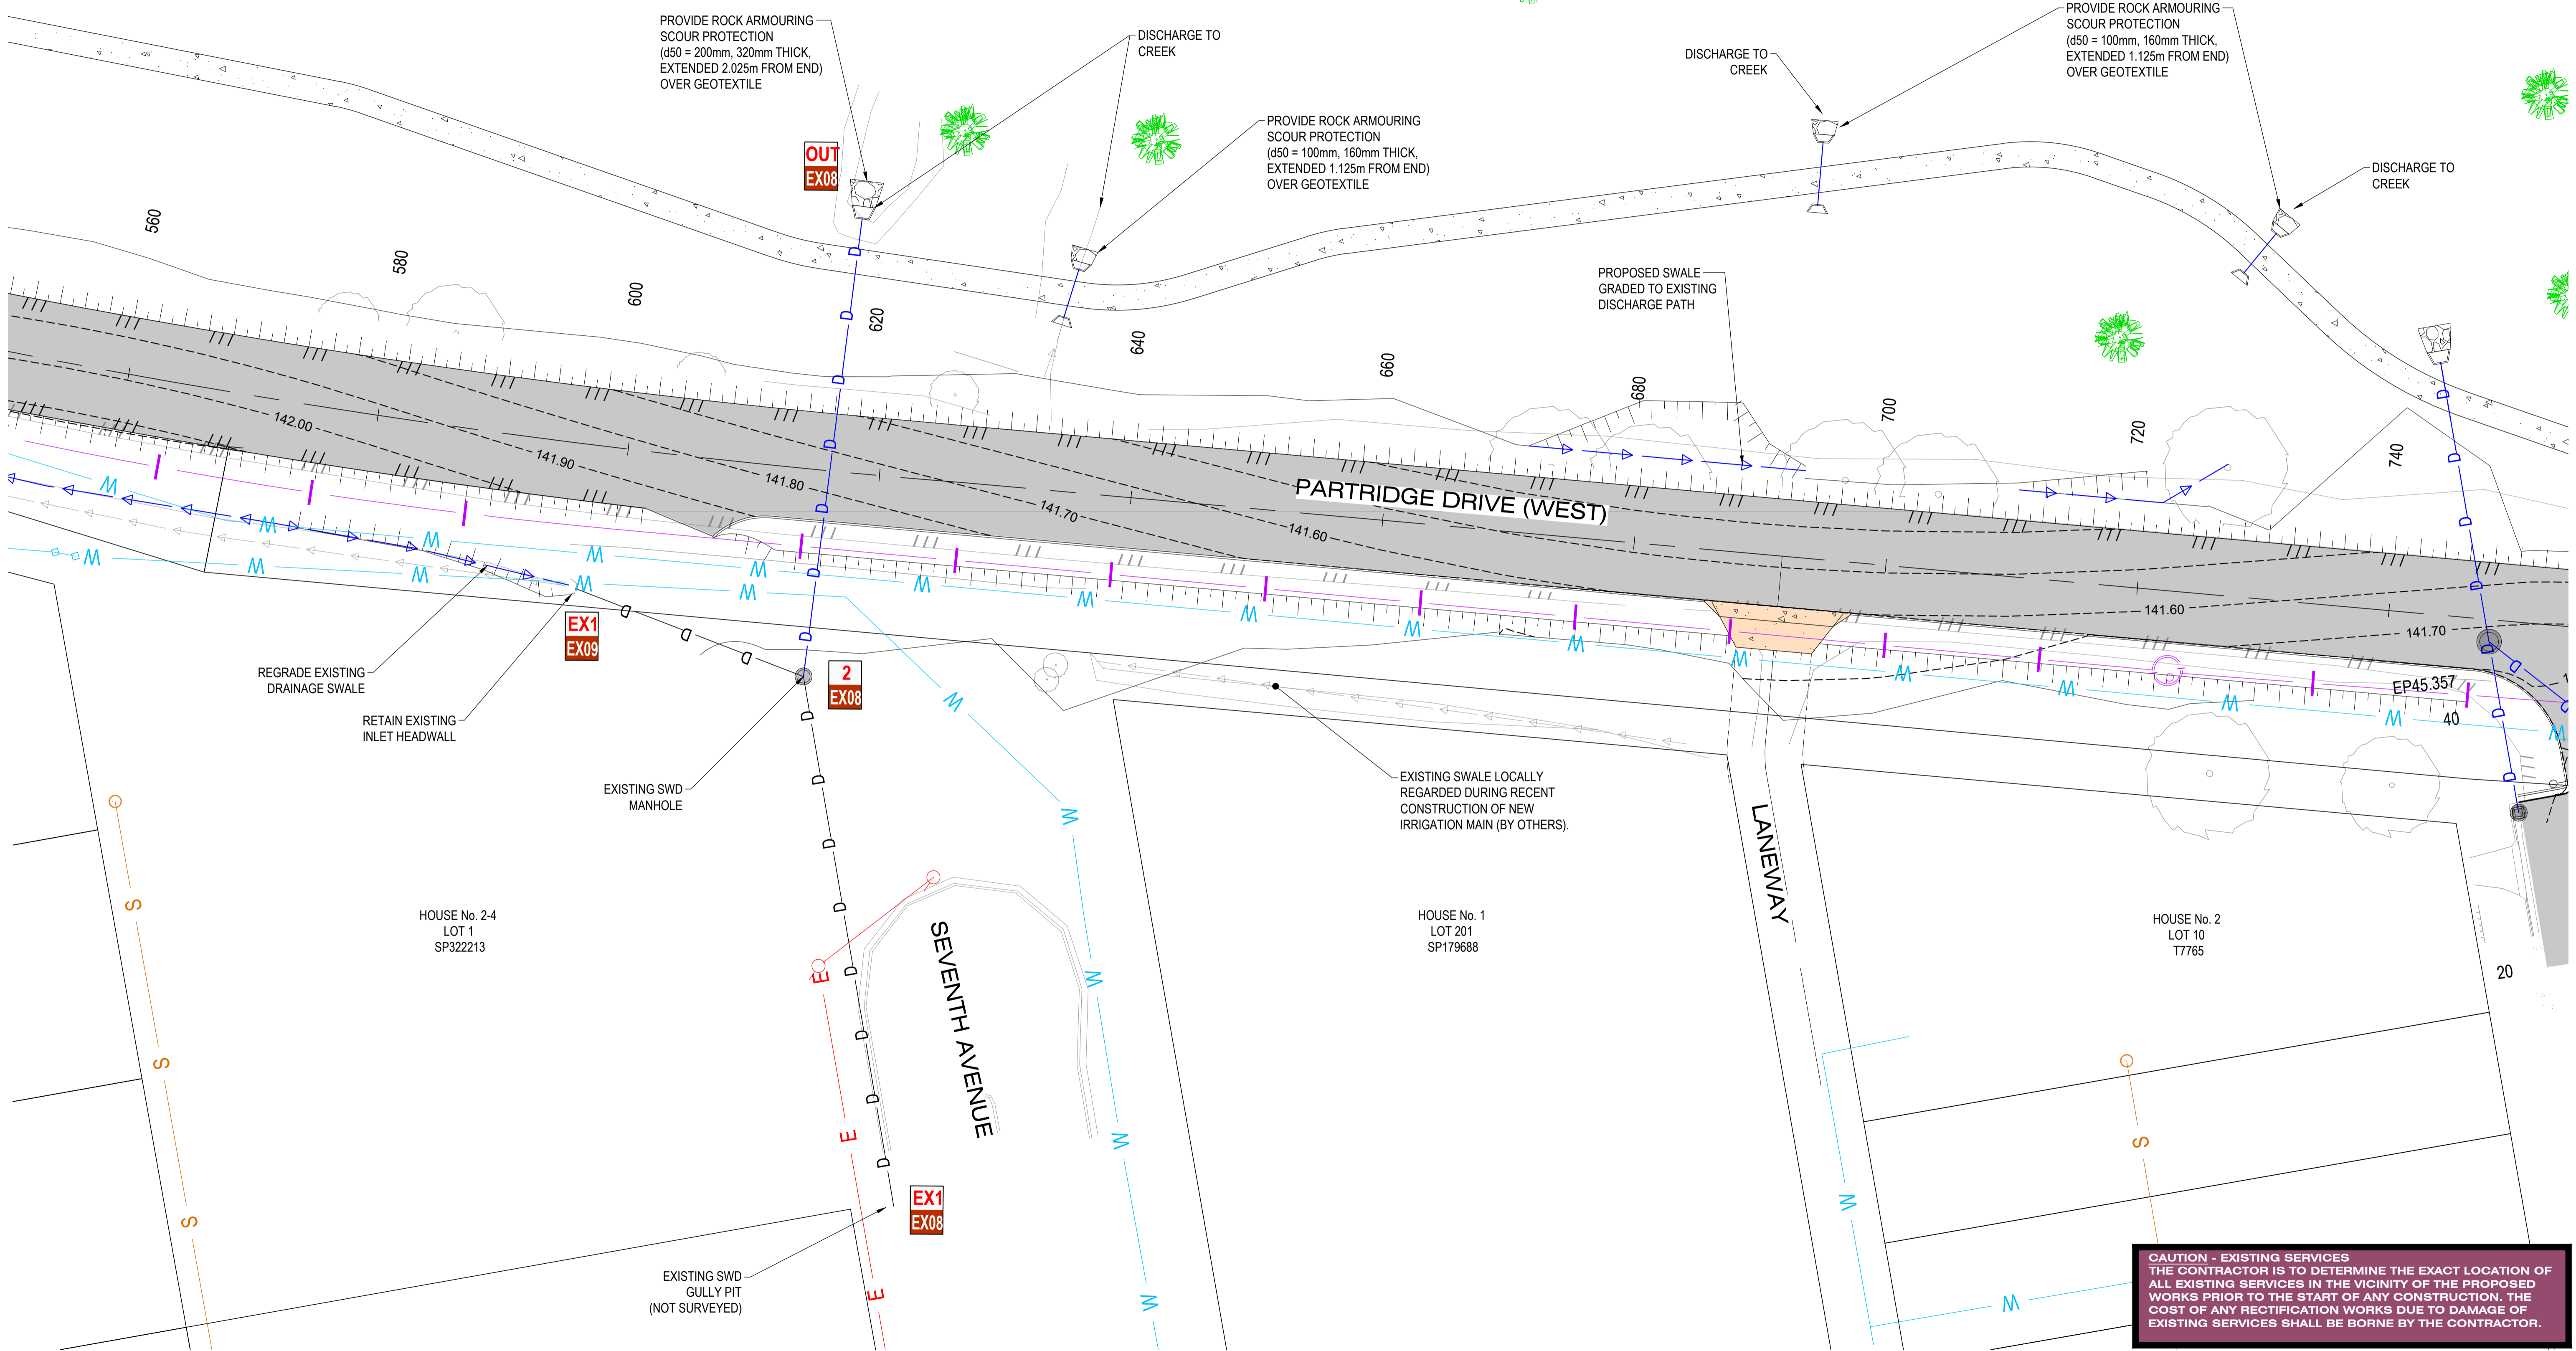 PROVIDE ROCK ARMOURING
SCOUR PROTECTION
(d50 = 200mm, 320mm THICK,
EXTENDED 2.025m FROM END)
OVER GEOTEXTILE
DISCHARGE TO
CREEK
PROVIDE ROCK ARMOURING
SCOUR PROTECTION
(d50 = 100mm, 160mm THICK,
EXTENDED 1.125m FROM END)
OVER GEOTEXTILE
DISCHARGE TO
CREEK
PROVIDE ROCK ARMOURING
SCOUR PROTECTION
(d50 = 100mm, 160mm THICK,
EXTENDED 1.125m FROM END)
OVER GEOTEXTILE
DISCHARGE TO
CREEK
OUT
EX08
560
580
600
620
640
660
680
700
720
740
PROPOSED SWALE
GRADED TO EXISTING
DISCHARGE PATH
142.00
141.90
141.80
141.70
141.60
PARTRIDGE DRIVE (WEST)
141.60
141.70
EP45.357
40
20
EX1
EX09
2
EX08
REGRADE EXISTING
DRAINAGE SWALE
RETAIN EXISTING
INLET HEADWALL
EXISTING SWD
MANHOLE
EXISTING SWALE LOCALLY
REGARDED DURING RECENT
CONSTRUCTION OF NEW
IRRIGATION MAIN (BY OTHERS).
LANEWAY
SEVENTH AVENUE
HOUSE No. 2-4
LOT 1
SP322213
HOUSE No. 1
LOT 201
SP179688
HOUSE No. 2
LOT 10
T7765
EX1
EX08
EXISTING SWD
GULLY PIT
(NOT SURVEYED)
CAUTION - EXISTING SERVICES
THE CONTRACTOR IS TO DETERMINE THE EXACT LOCATION OF
ALL EXISTING SERVICES IN THE VICINITY OF THE PROPOSED
WORKS PRIOR TO THE START OF ANY CONSTRUCTION. THE
COST OF ANY RECTIFICATION WORKS DUE TO DAMAGE OF
EXISTING SERVICES SHALL BE BORNE BY THE CONTRACTOR.